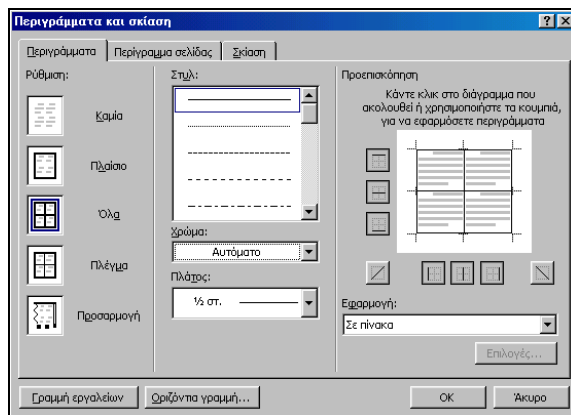 Περιγράμματα και σκίαση
Περιγράμματα
Περίγραμμα σελίδας
Σκίαση
Ρύθμιση:
Καμία
Πλαίσιο
Όλα
Πλέγμα
Προσαρμογή
Στυλ:
Χρώμα:
Αυτόματο
Πλάτος:
½ στ.
Προεπισκόπηση
Κάντε κλικ στο διάγραμμα που
ακολουθεί ή χρησιμοποιήστε τα κουμπιά,
για να εφαρμόσετε περιγράμματα
Εφαρμογή:
Σε πίνακα
Επιλογές...
Γραμμή εργαλείων
Οριζόντια γραμμή...
OK
Άκυρο